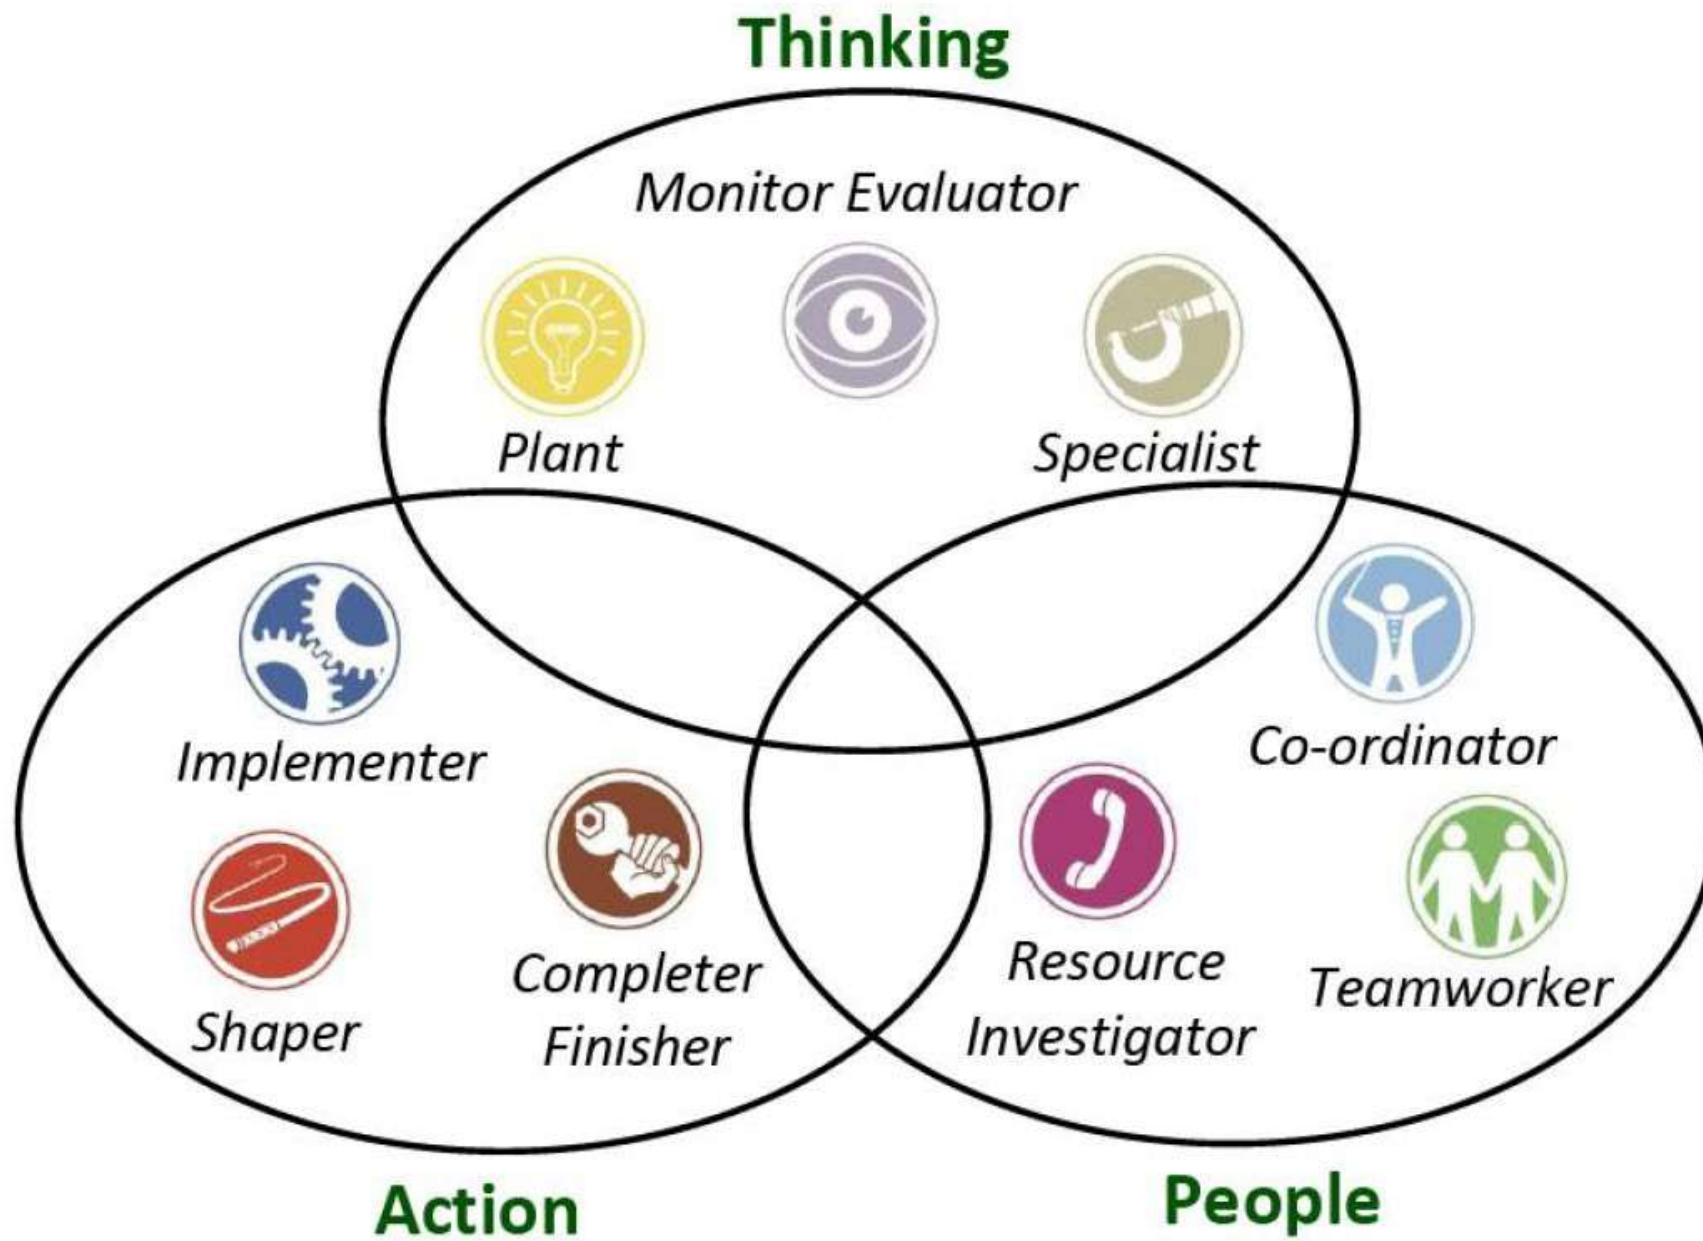 Thinking
Monitor Evaluator
Plant
Specialist
Implementer
Co-ordinator
Shaper
Completer
Finisher
Resource
Investigator
Teamworker
Action
People